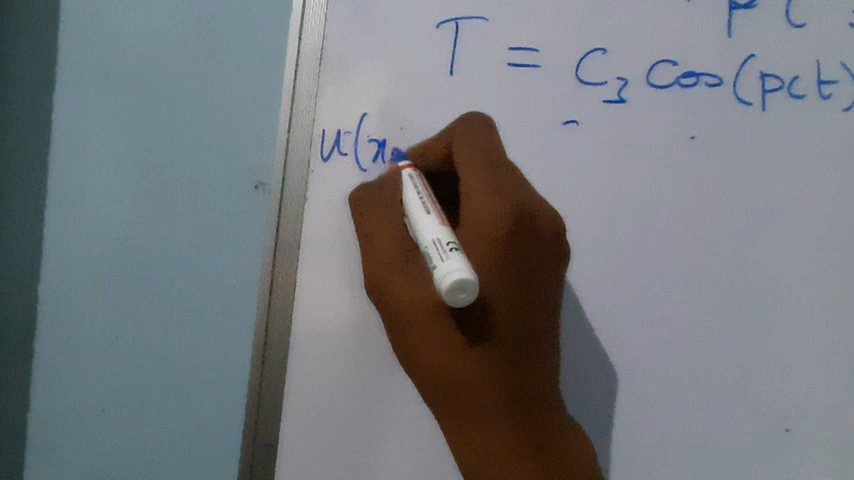 T = C₃ Cos(pct)
u(x